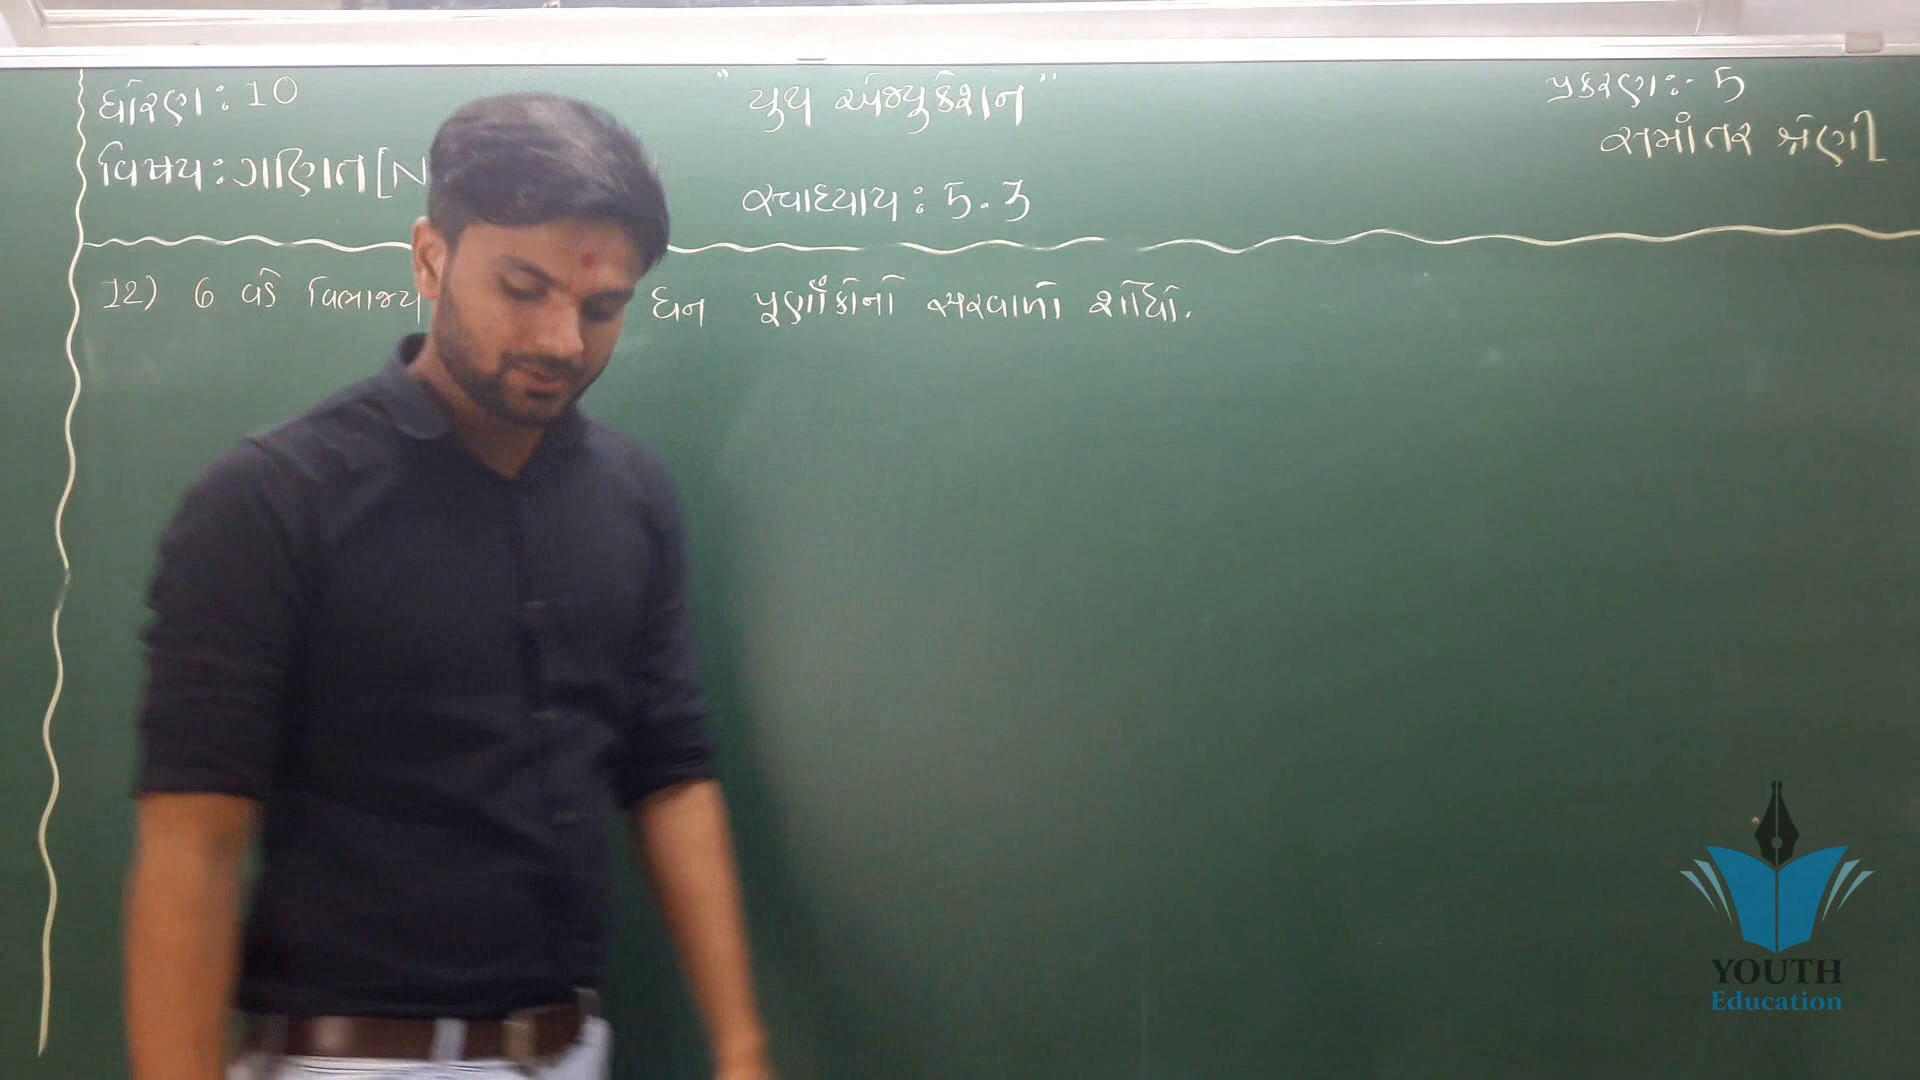 ધોરણ : 10
"યુથ એજ્યુકેશન"
પ્રકરણ :- 5
સમાંતર શ્રેણી
વિષય : ગણિત [N
સ્વાધ્યાય : 5.3
12) 6 વડે વિભાજ્ય ધન પૂર્ણાંકોનો સરવાળો શોધો.
YOUTH
Education